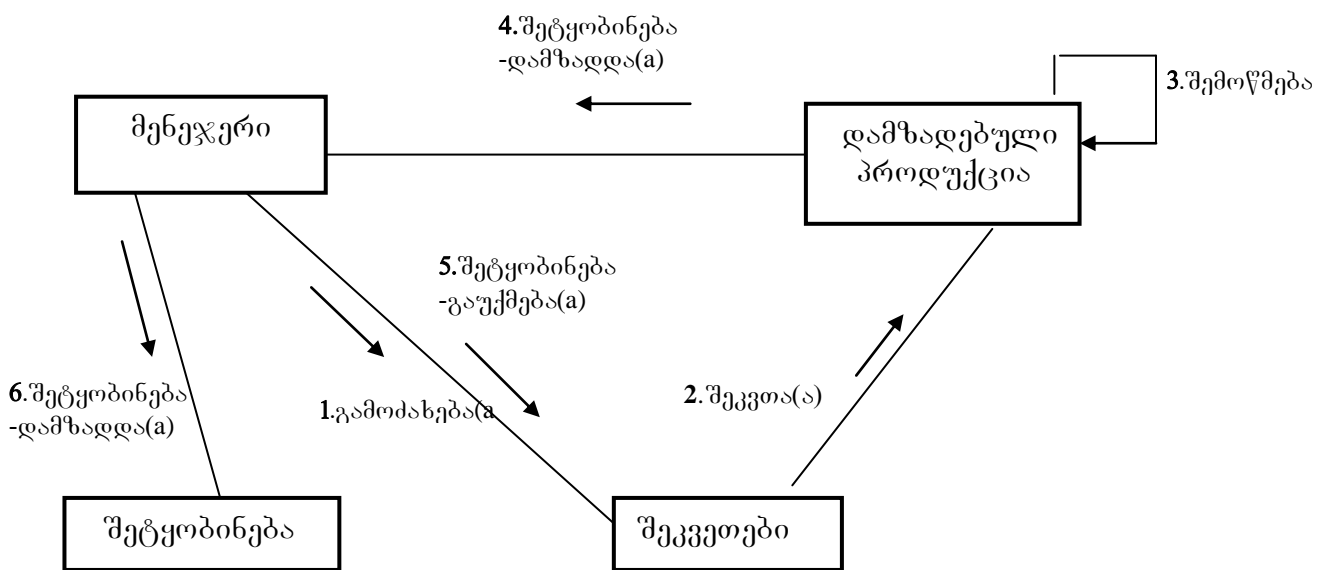 4.შეტყობინება
-დამზადდა(a)
3.შემოწმება
მენეჯერი
დამზადებული
პროდუქცია
5.შეტყობინება
-გაუქმება(a)
6.შეტყობინება
-დამზადდა(a)
1.გამოძახება(a
2.შეკვთა(ა)
შეტყობინება
შეკვეთები